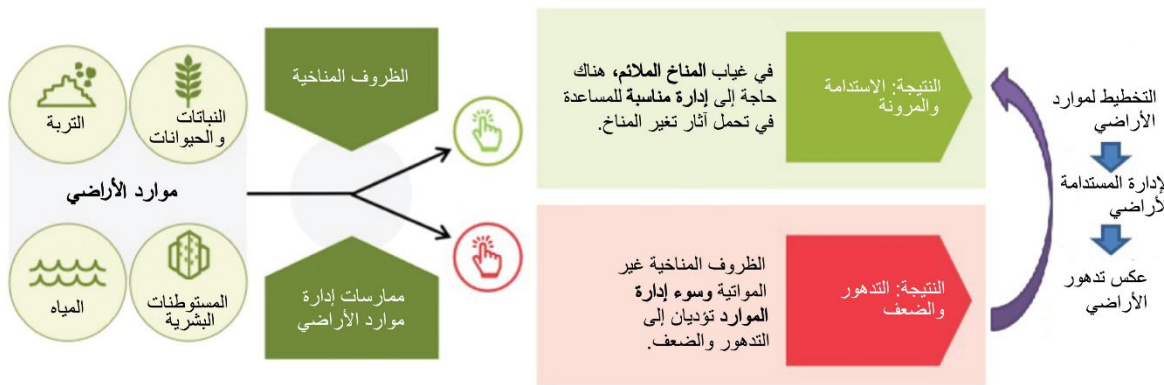 التربة
النباتات
والحيوانات
موارد الأراضي
المياه
المستوطنات
البشرية
الظروف المناخية
ممارسات إدارة
موارد الأراضي
في غياب المناخ الملائم، هناك
حاجة إلى إدارة مناسبة للمساعدة
في تحمل آثار تغير المناخ.
النتيجة: الاستدامة
والمرونة
الظروف المناخية غير
المواتية وسوء إدارة
الموارد تؤديان إلى
التدهور والضعف.
النتيجة: التدهور
والضعف
التخطيط لموارد
الأراضي
لإدارة المستدامة
لأراضي
عكس تدهور
الأراضي